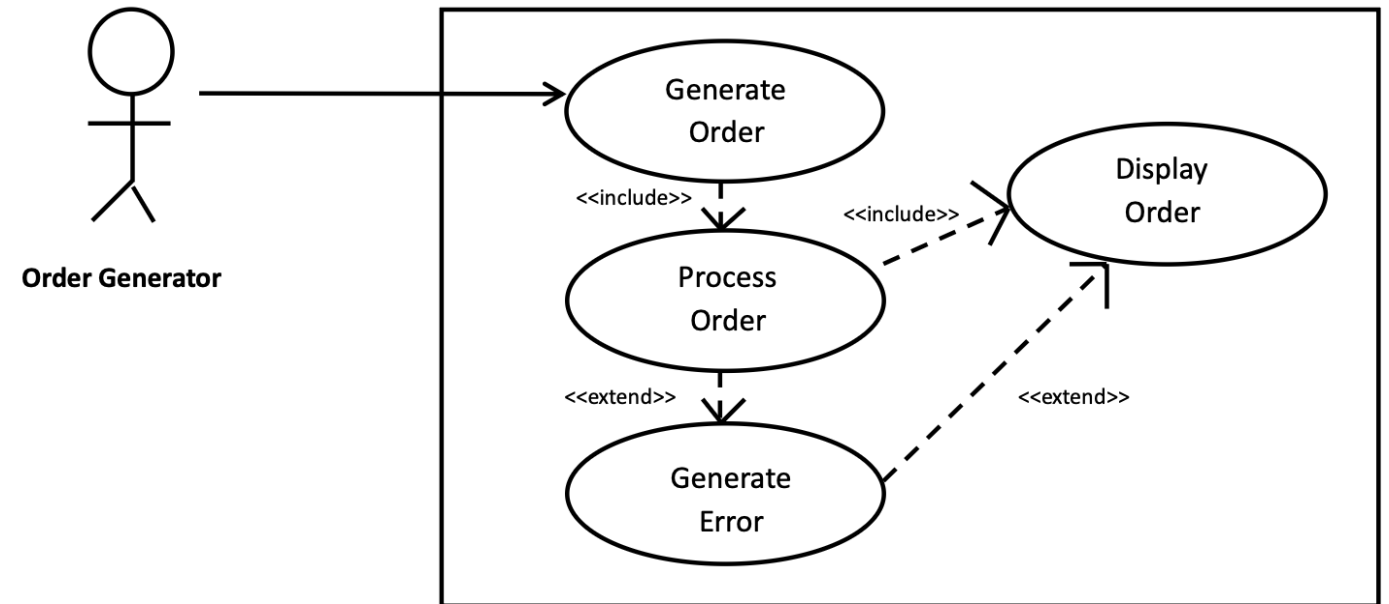 Generate
Order
<<include>>
Display
Order
<<include>>
Order Generator
Process
Order
<<extend>>
<<extend>>
Generate
Error